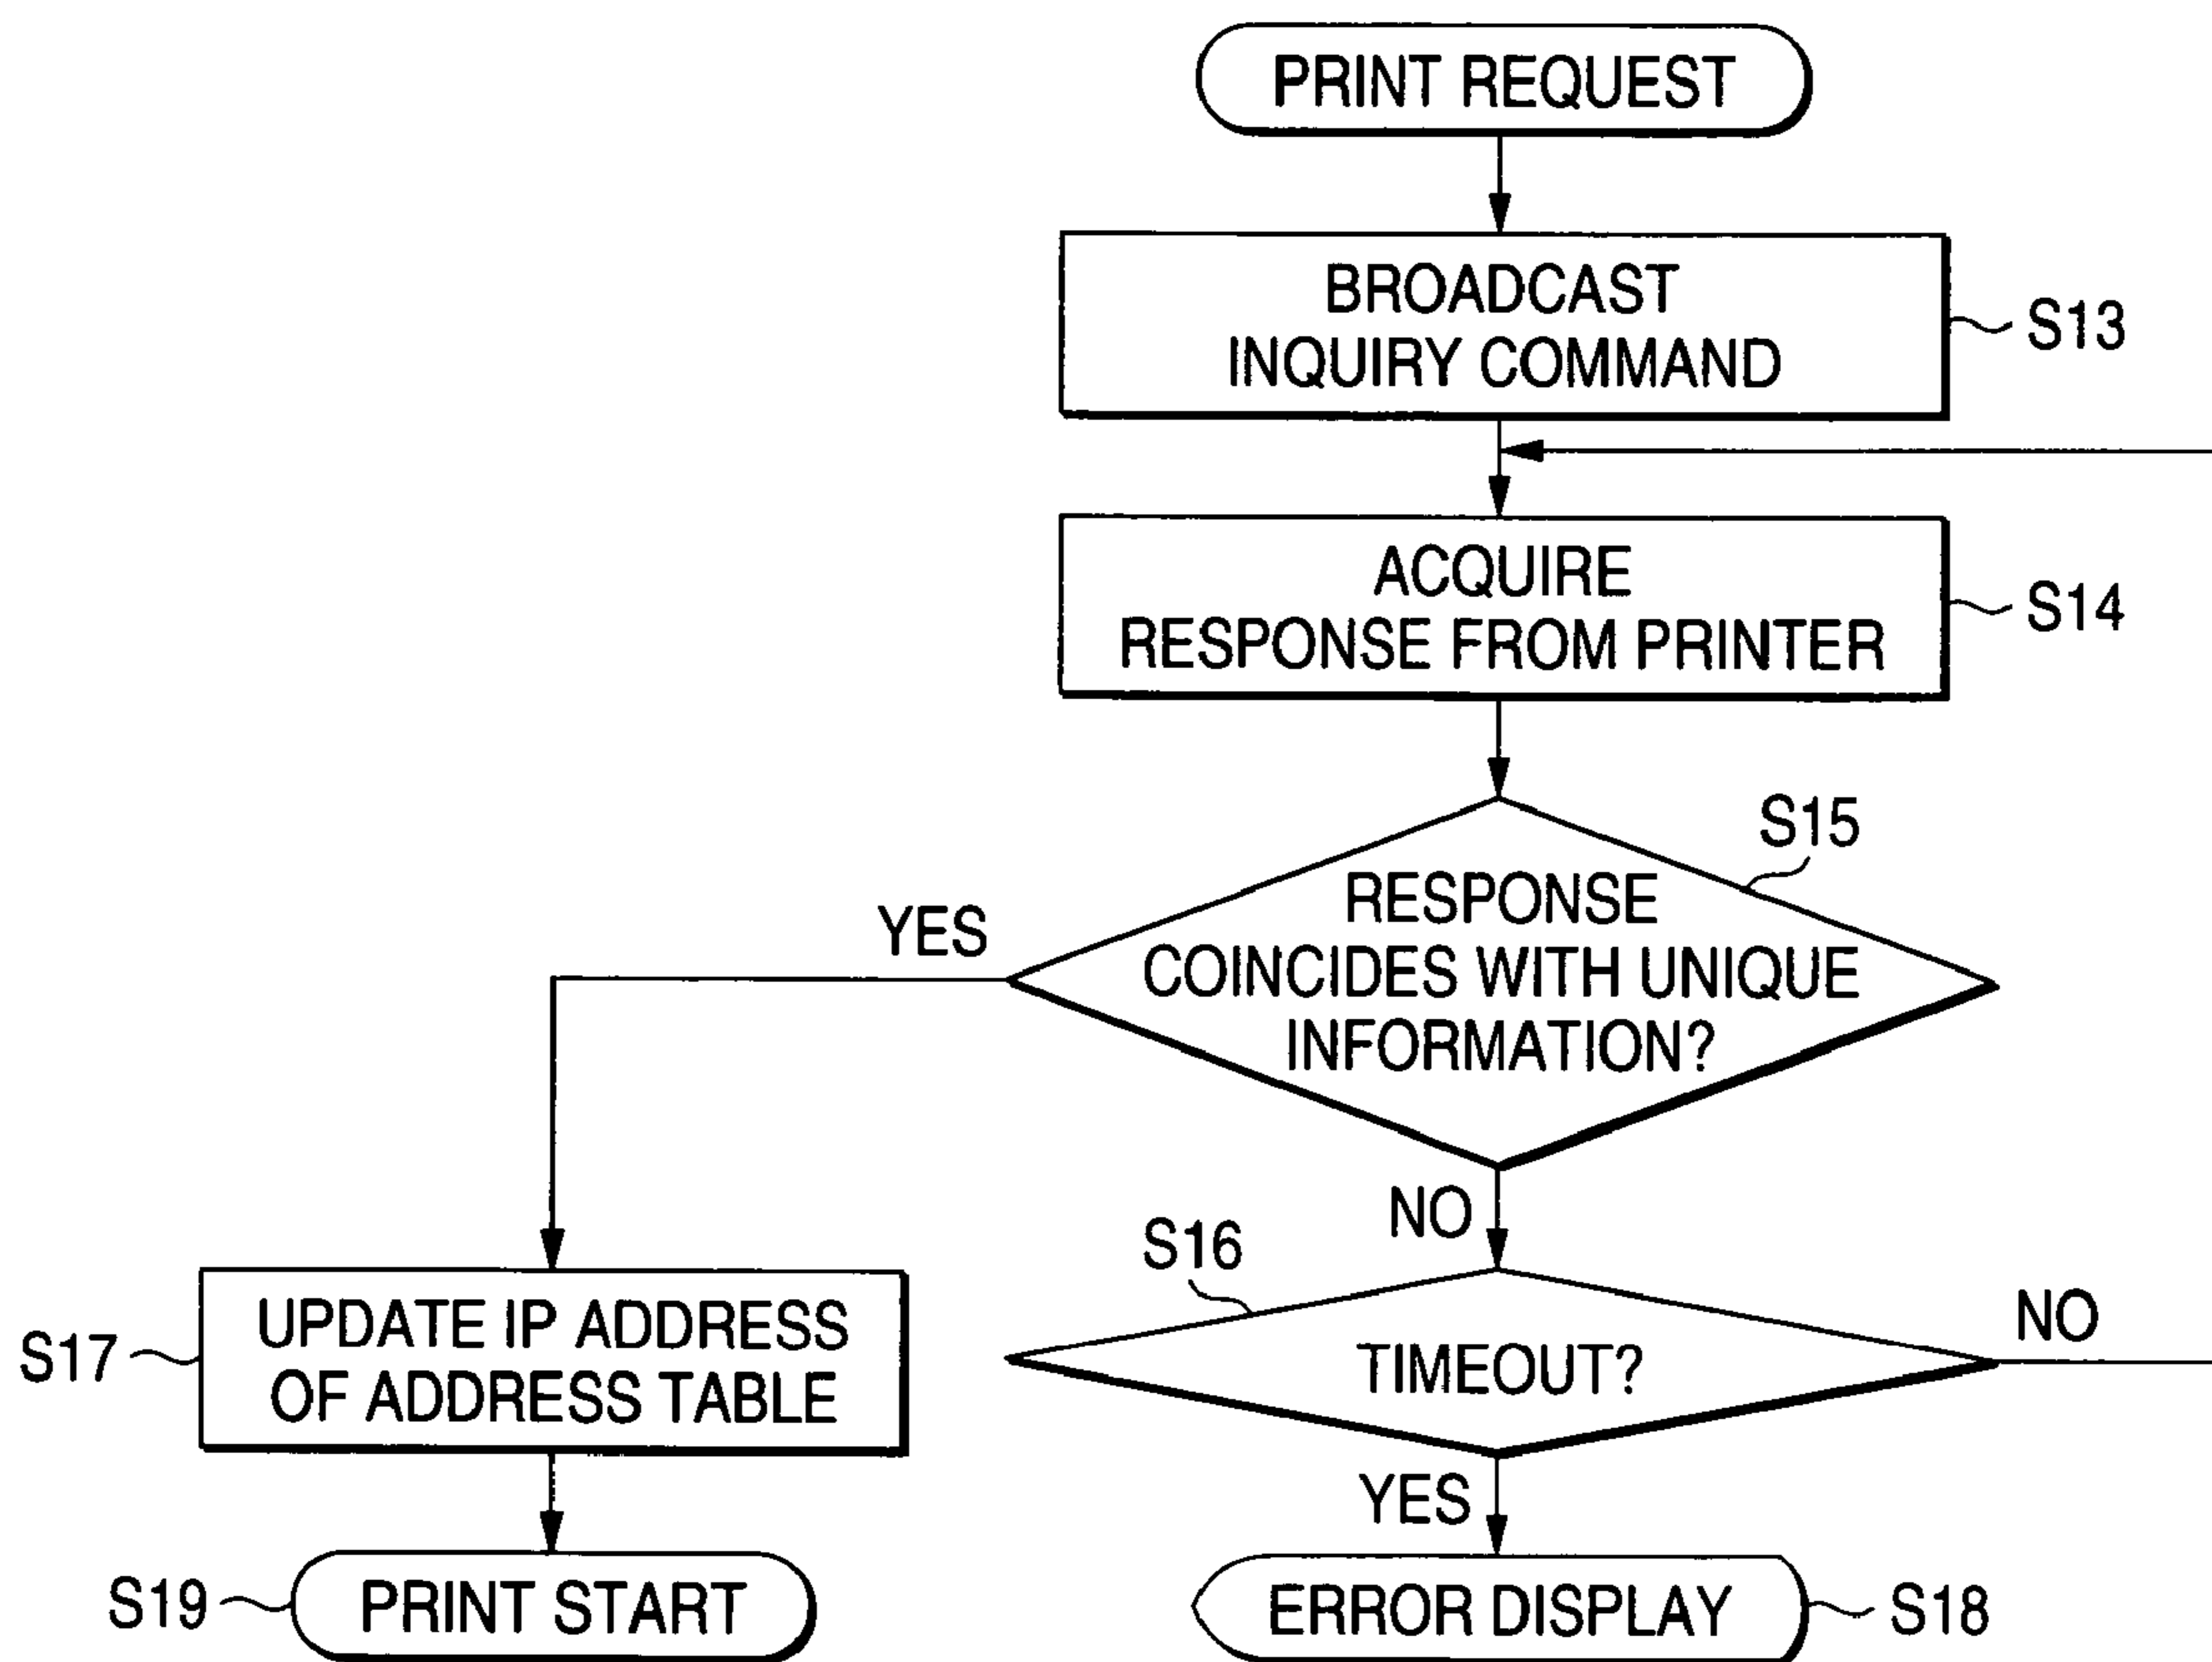 PRINT REQUEST
BROADCAST
INQUIRY COMMAND
S13
ACQUIRE
RESPONSE FROM PRINTER
S14
S15
RESPONSE
COINCIDES WITH UNIQUE
INFORMATION?
YES
NO
S16
TIMEOUT?
NO
YES
S17
UPDATE IP ADDRESS
OF ADDRESS TABLE
S19
PRINT START
ERROR DISPLAY
S18